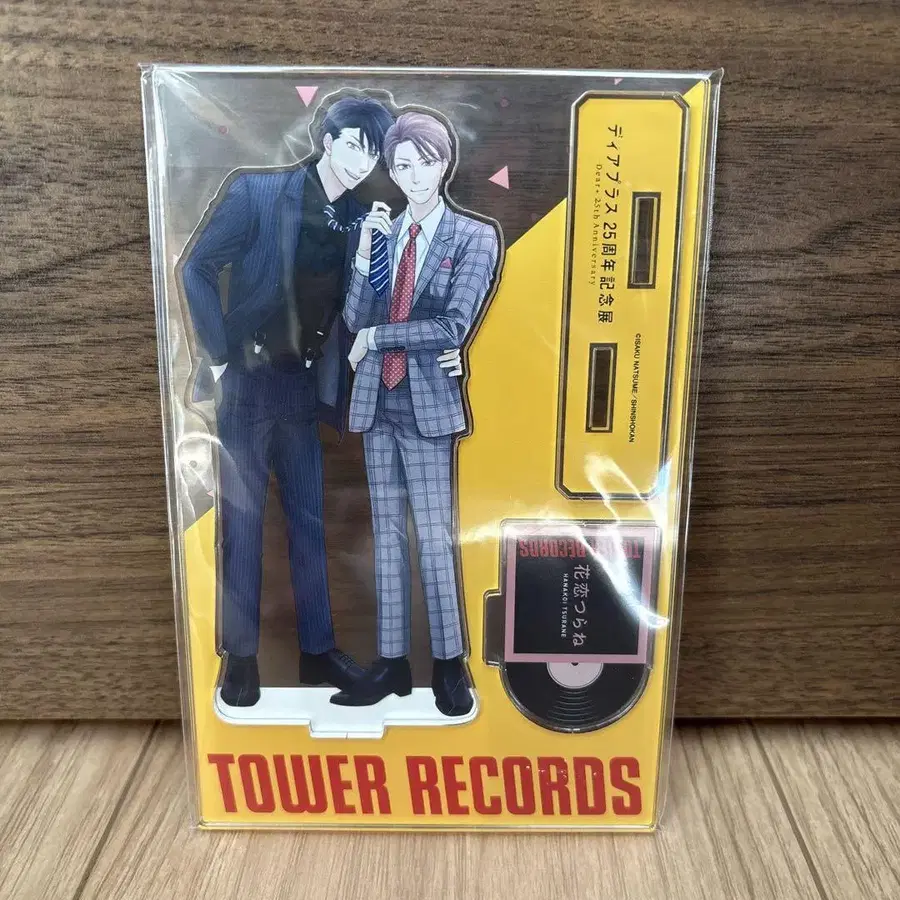 ディアプラス25周年記念展
Dear+ 25th Anniversary
©ISAKU NATSUME／SHINSHOKAN
TOWER RECORDS
花恋つらね
HANAKOI TSURANE
TOWER RECORDS